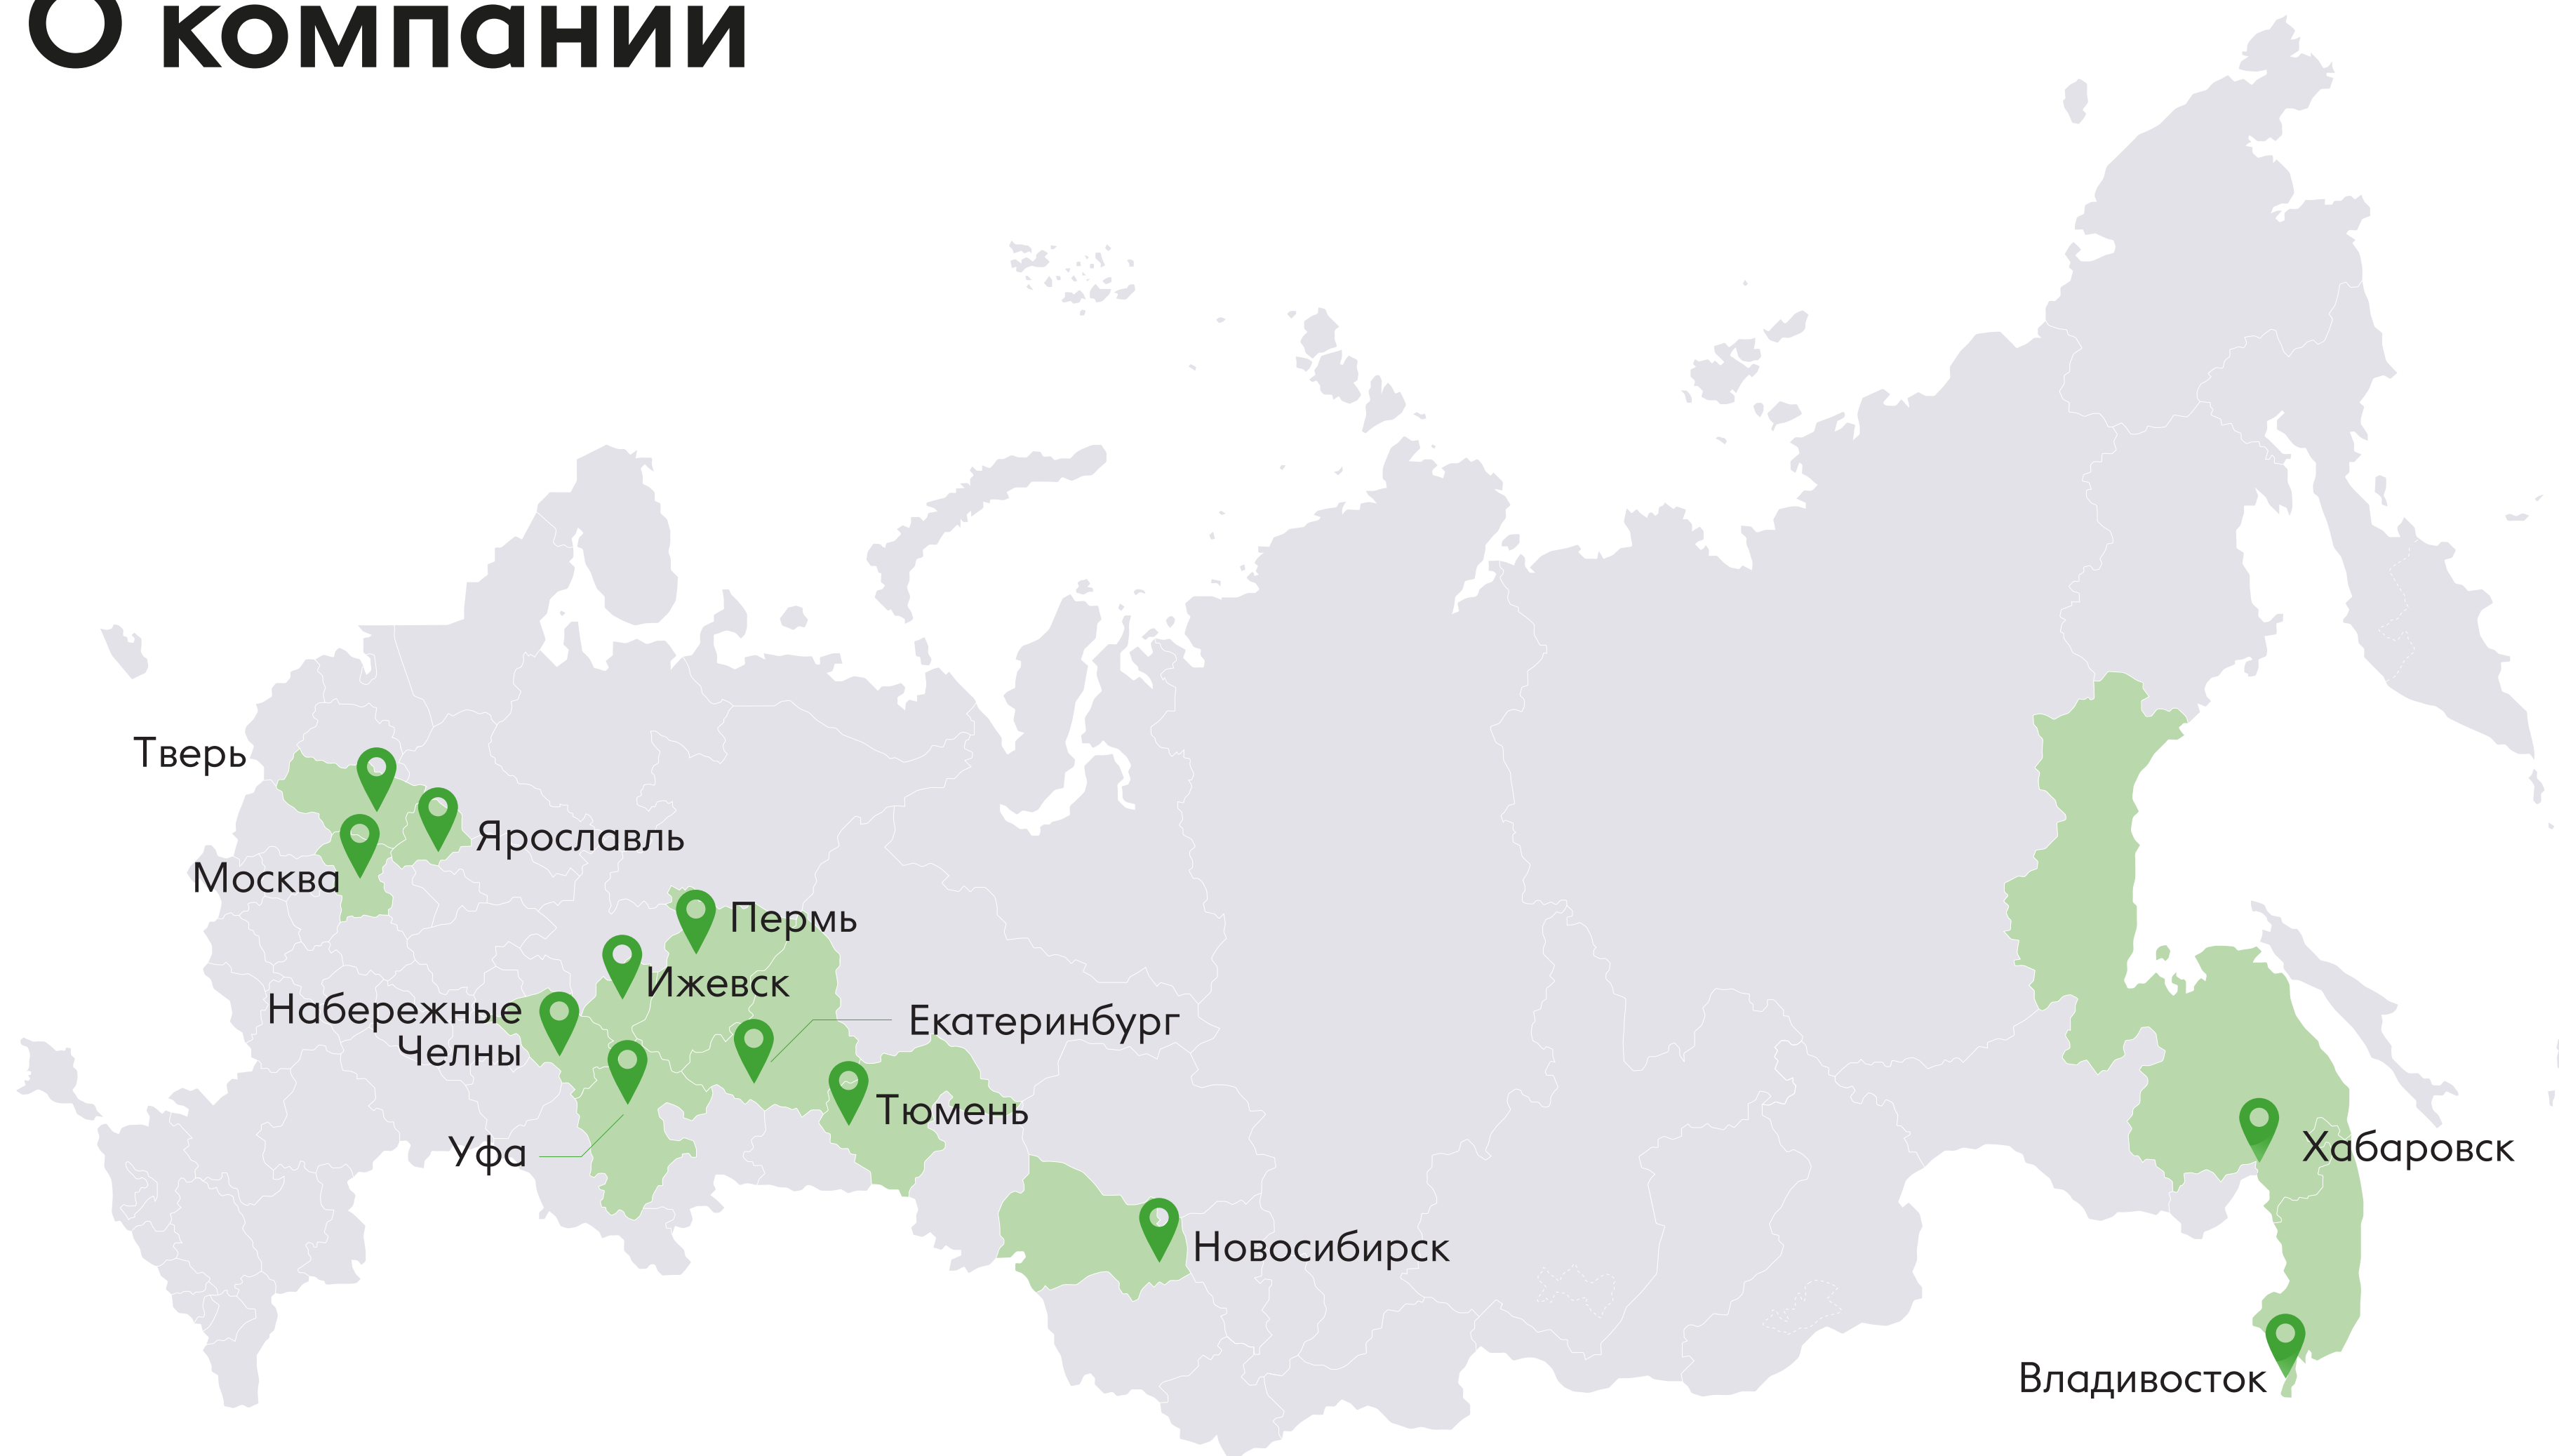 О компании
Тверь
Ярославль
Москва
Пермь
Ижевск
Набережные
Челны
Екатеринбург
Тюмень
Уфа
Хабаровск
Новосибирск
Владивосток